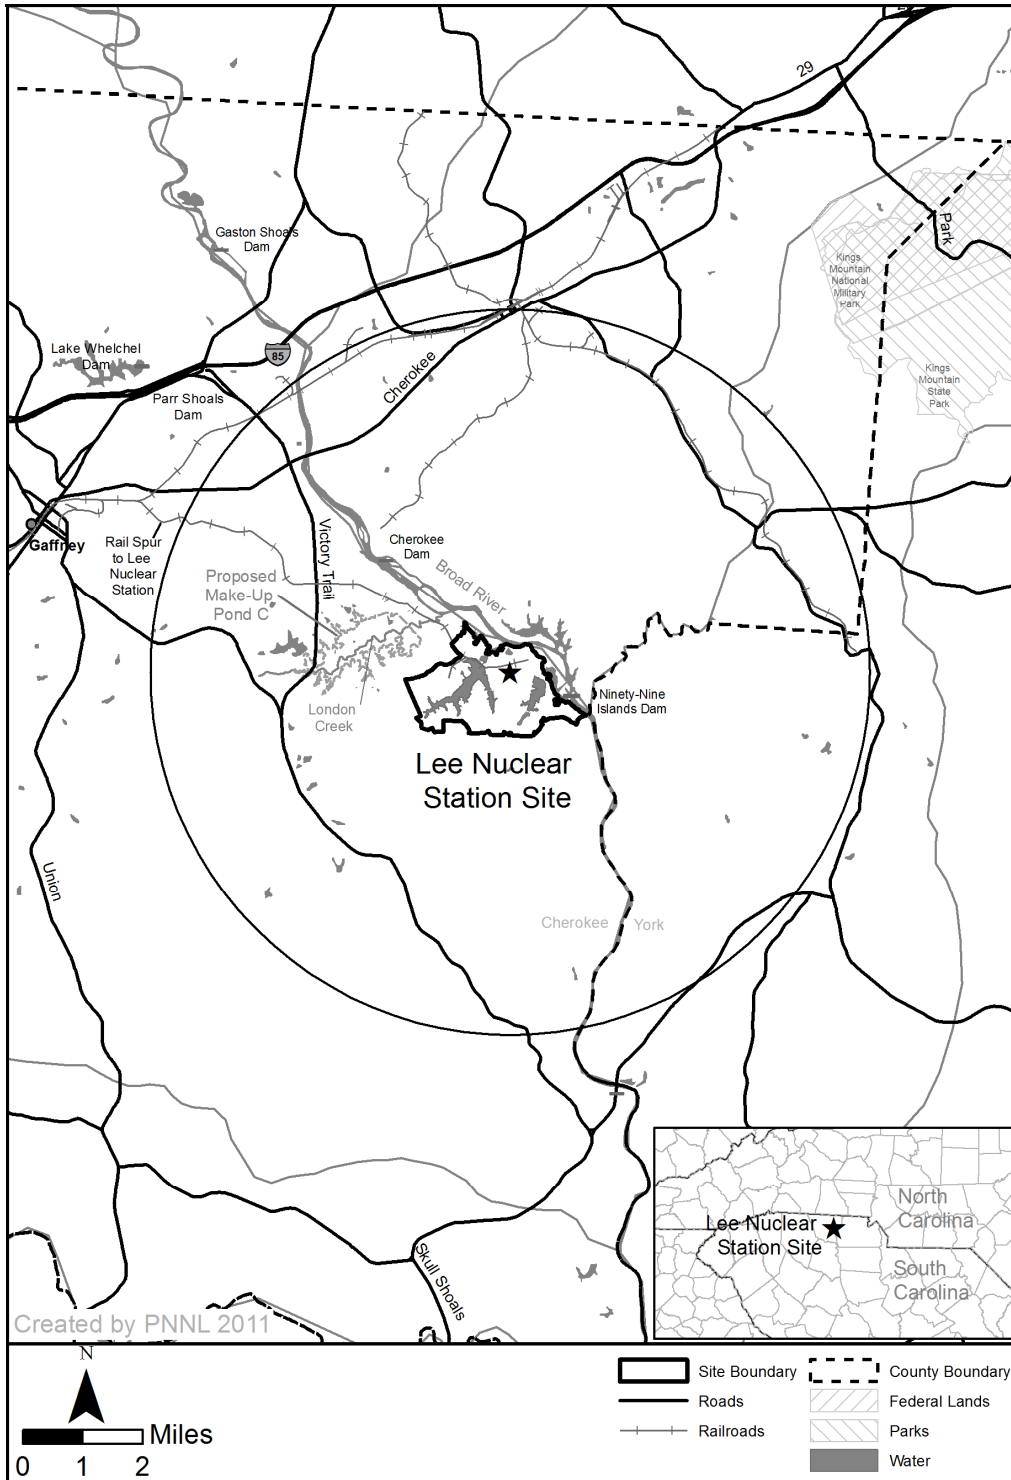 29
Gaston Shoals
Dam
Park
Kings
Mountain
National
Military
Park
Lake Whelchel
Dam
85
Cherokee
Kings
Mountain
State
Park
Parr Shoals
Dam
Gaffney
Rail Spur
to Lee
Nuclear
Station
Victory Trail
Cherokee
Dam
Broad River
Proposed
Make-Up
Pond C
London
Creek
Ninety-Nine
Islands Dam
Lee Nuclear
Station Site
Union
Cherokee
York
Skull Shoals
North
Carolina
Lee Nuclear
Station Site
South
Carolina
Created by PNNL 2011
N
Miles
0 1 2
Site Boundary
Roads
Railroads
County Boundary
Federal Lands
Parks
Water